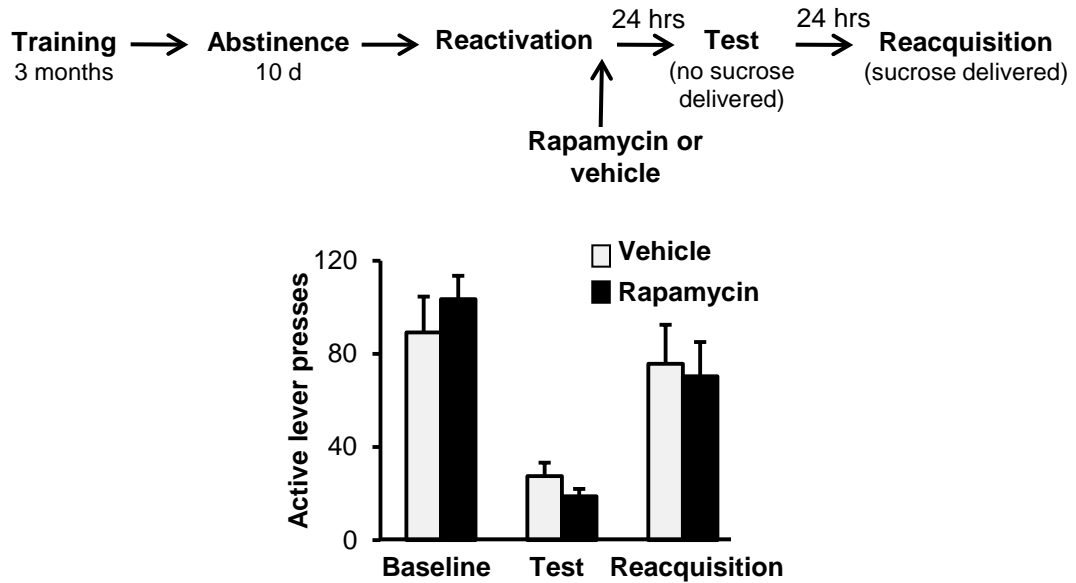 24 hrs 24 hrs
Training Abstinence Reactivation Test Reacquisition
3 months 10 d (no sucrose (sucrose delivered)
delivered)
Rapamycin or
vehicle
Vehicle
Rapamycin
Active lever presses
120
80
40
0
Baseline Test Reacquisition